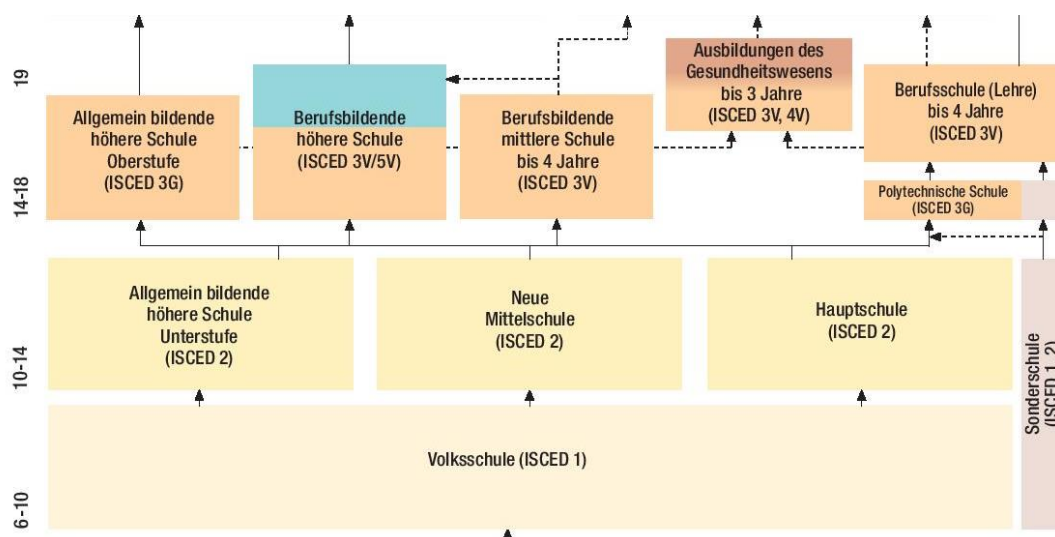 19
14-18
10-14
6-10
Allgemein bildende
höhere Schule
Oberstufe
(ISCED 3G)
Berufsbildende
höhere Schule
(ISCED 3V/5V)
Berufsbildende
mittlere Schule
bis 4 Jahre
(ISCED 3V)
Ausbildungen des
Gesundheitswesens
bis 3 Jahre
(ISCED 3V, 4V)
Berufsschule (Lehre)
bis 4 Jahre
(ISCED 3V)
Polytechnische Schule
(ISCED 3G)
Allgemein bildende
höhere Schule
Unterstufe
(ISCED 2)
Neue
Mittelschule
(ISCED 2)
Hauptschule
(ISCED 2)
Sonderschule
(ISCED 1, 2)
Volksschule (ISCED 1)